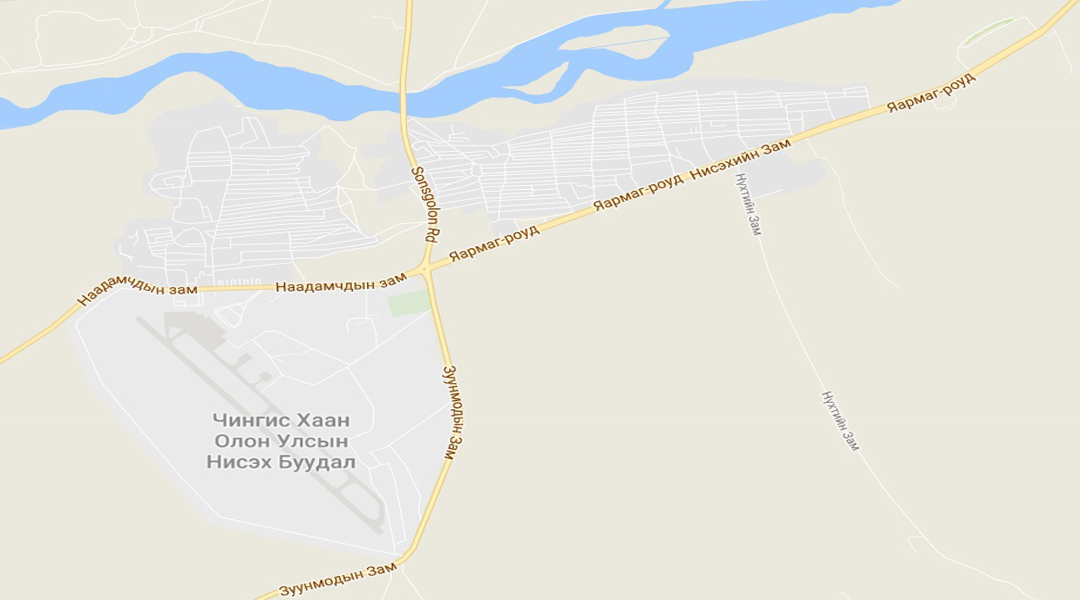 Яармаг-роуд
Нисэхийн Зам
Яармаг-роуд
Нүхтийн Зам
Sonsgolon Rd
Яармаг-роуд
Наадамчдын зам
Наадамчдын зам
Зуунмодын Зам
Нүхтийн Зам
Чингис Хаан
Олон Улсын
Нисэх Буудал
Зуунмодын Зам